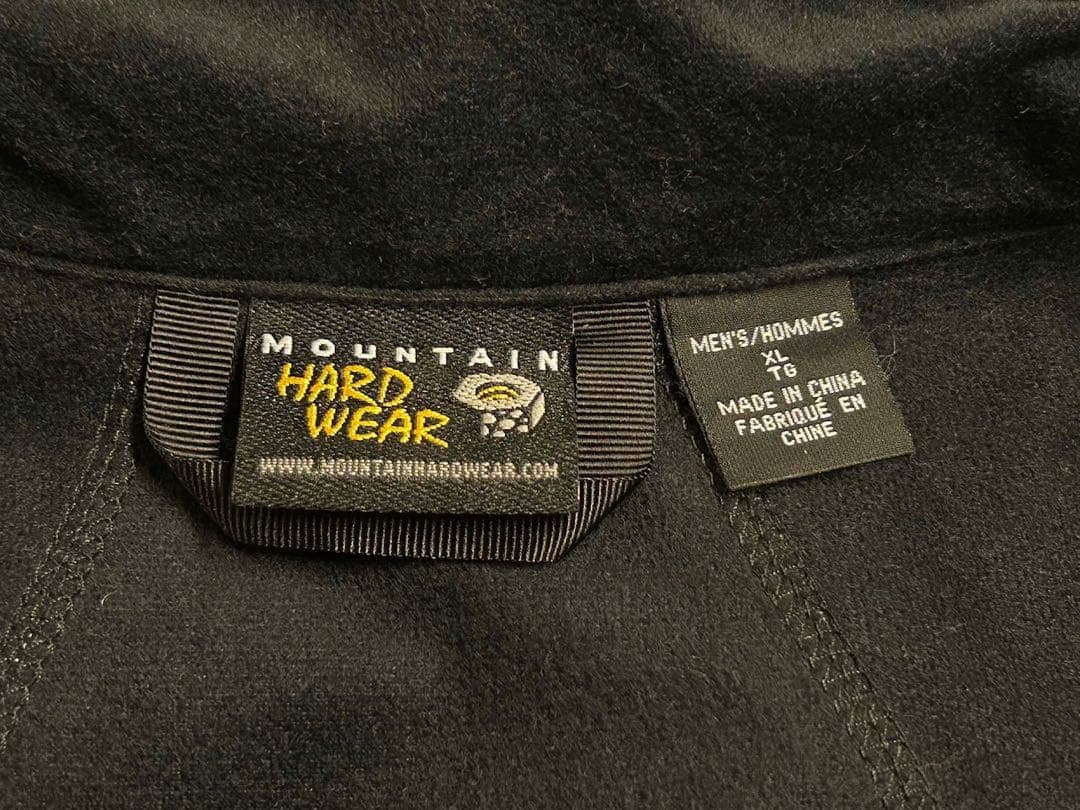 MOUNTAIN
HARD
WEAR
WWW.MOUNTAINHARDWEAR.COM
MEN'S/HOMMES
XL
TG
MADE IN CHINA
FABRIQUÉ EN
CHINE